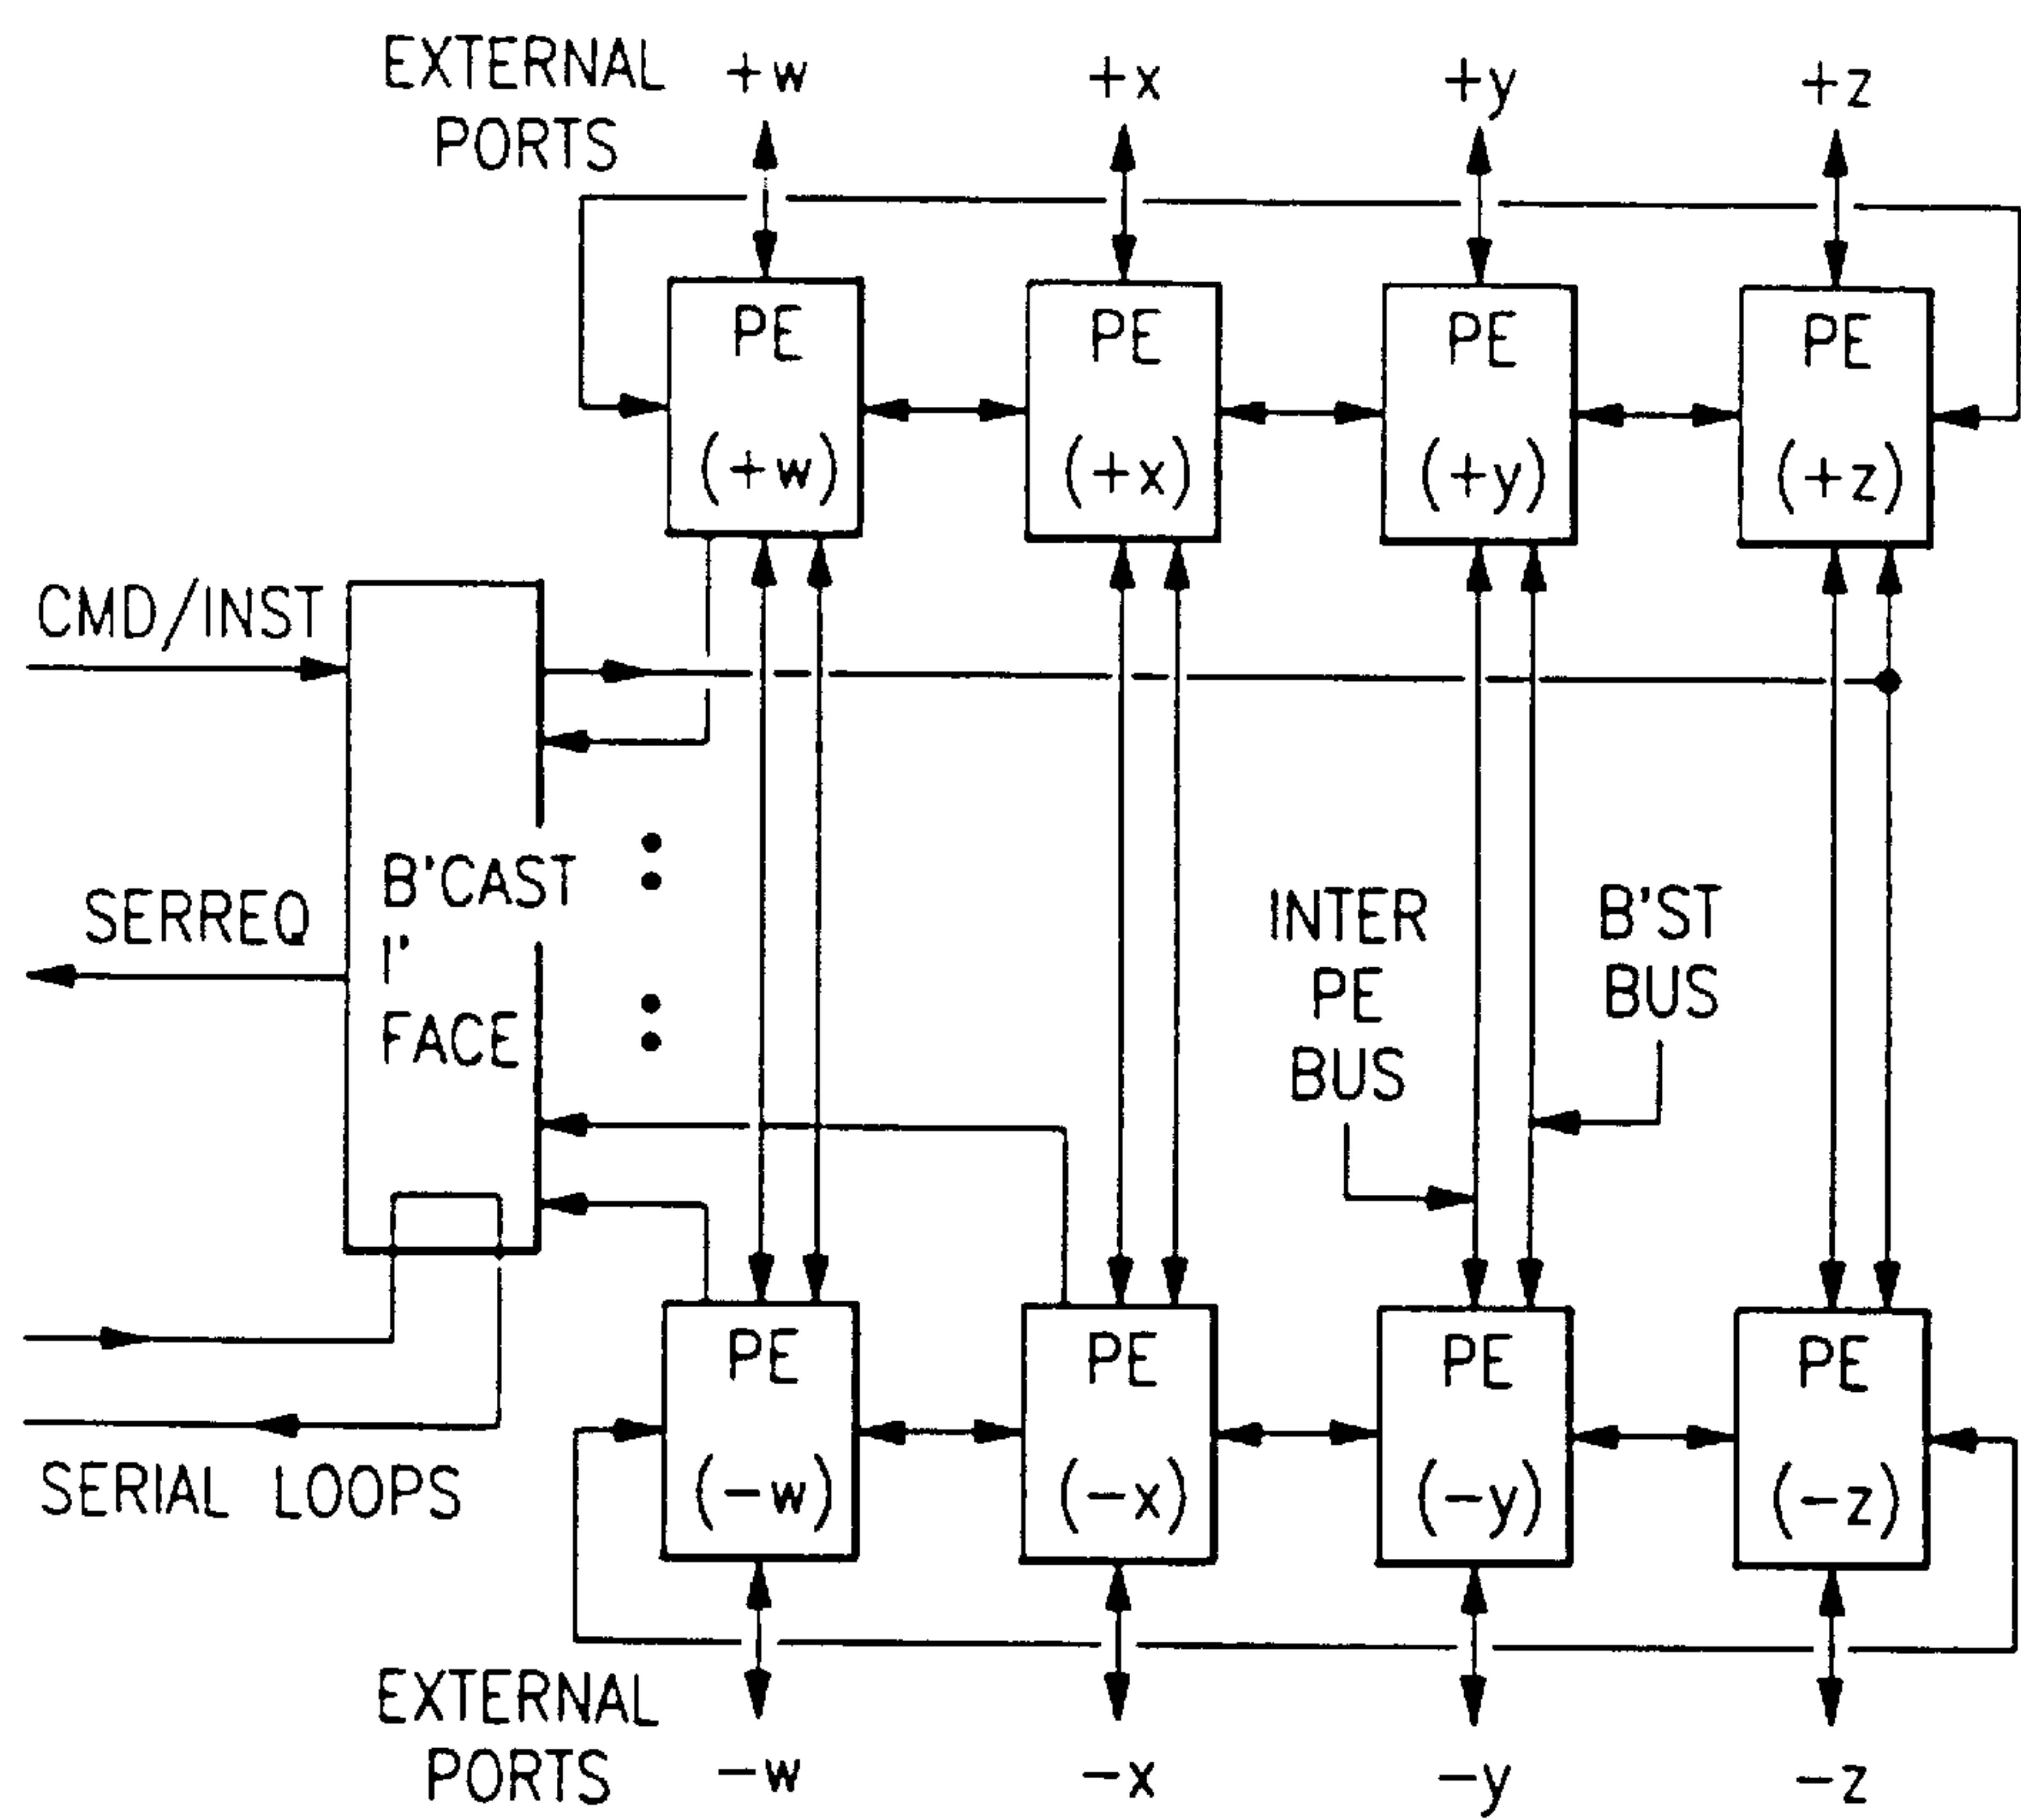 EXTERNAL
PORTS
+w
+x
+y
+z
PE
(+w)
PE
(+x)
PE
(+y)
PE
(+z)
CMD/INST
B'CAST
I'
FACE
SERREQ
INTER
PE
BUS
B'ST
BUS
SERIAL LOOPS
PE
(-w)
PE
(-x)
PE
(-y)
PE
(-z)
EXTERNAL
PORTS
-w
-x
-y
-z